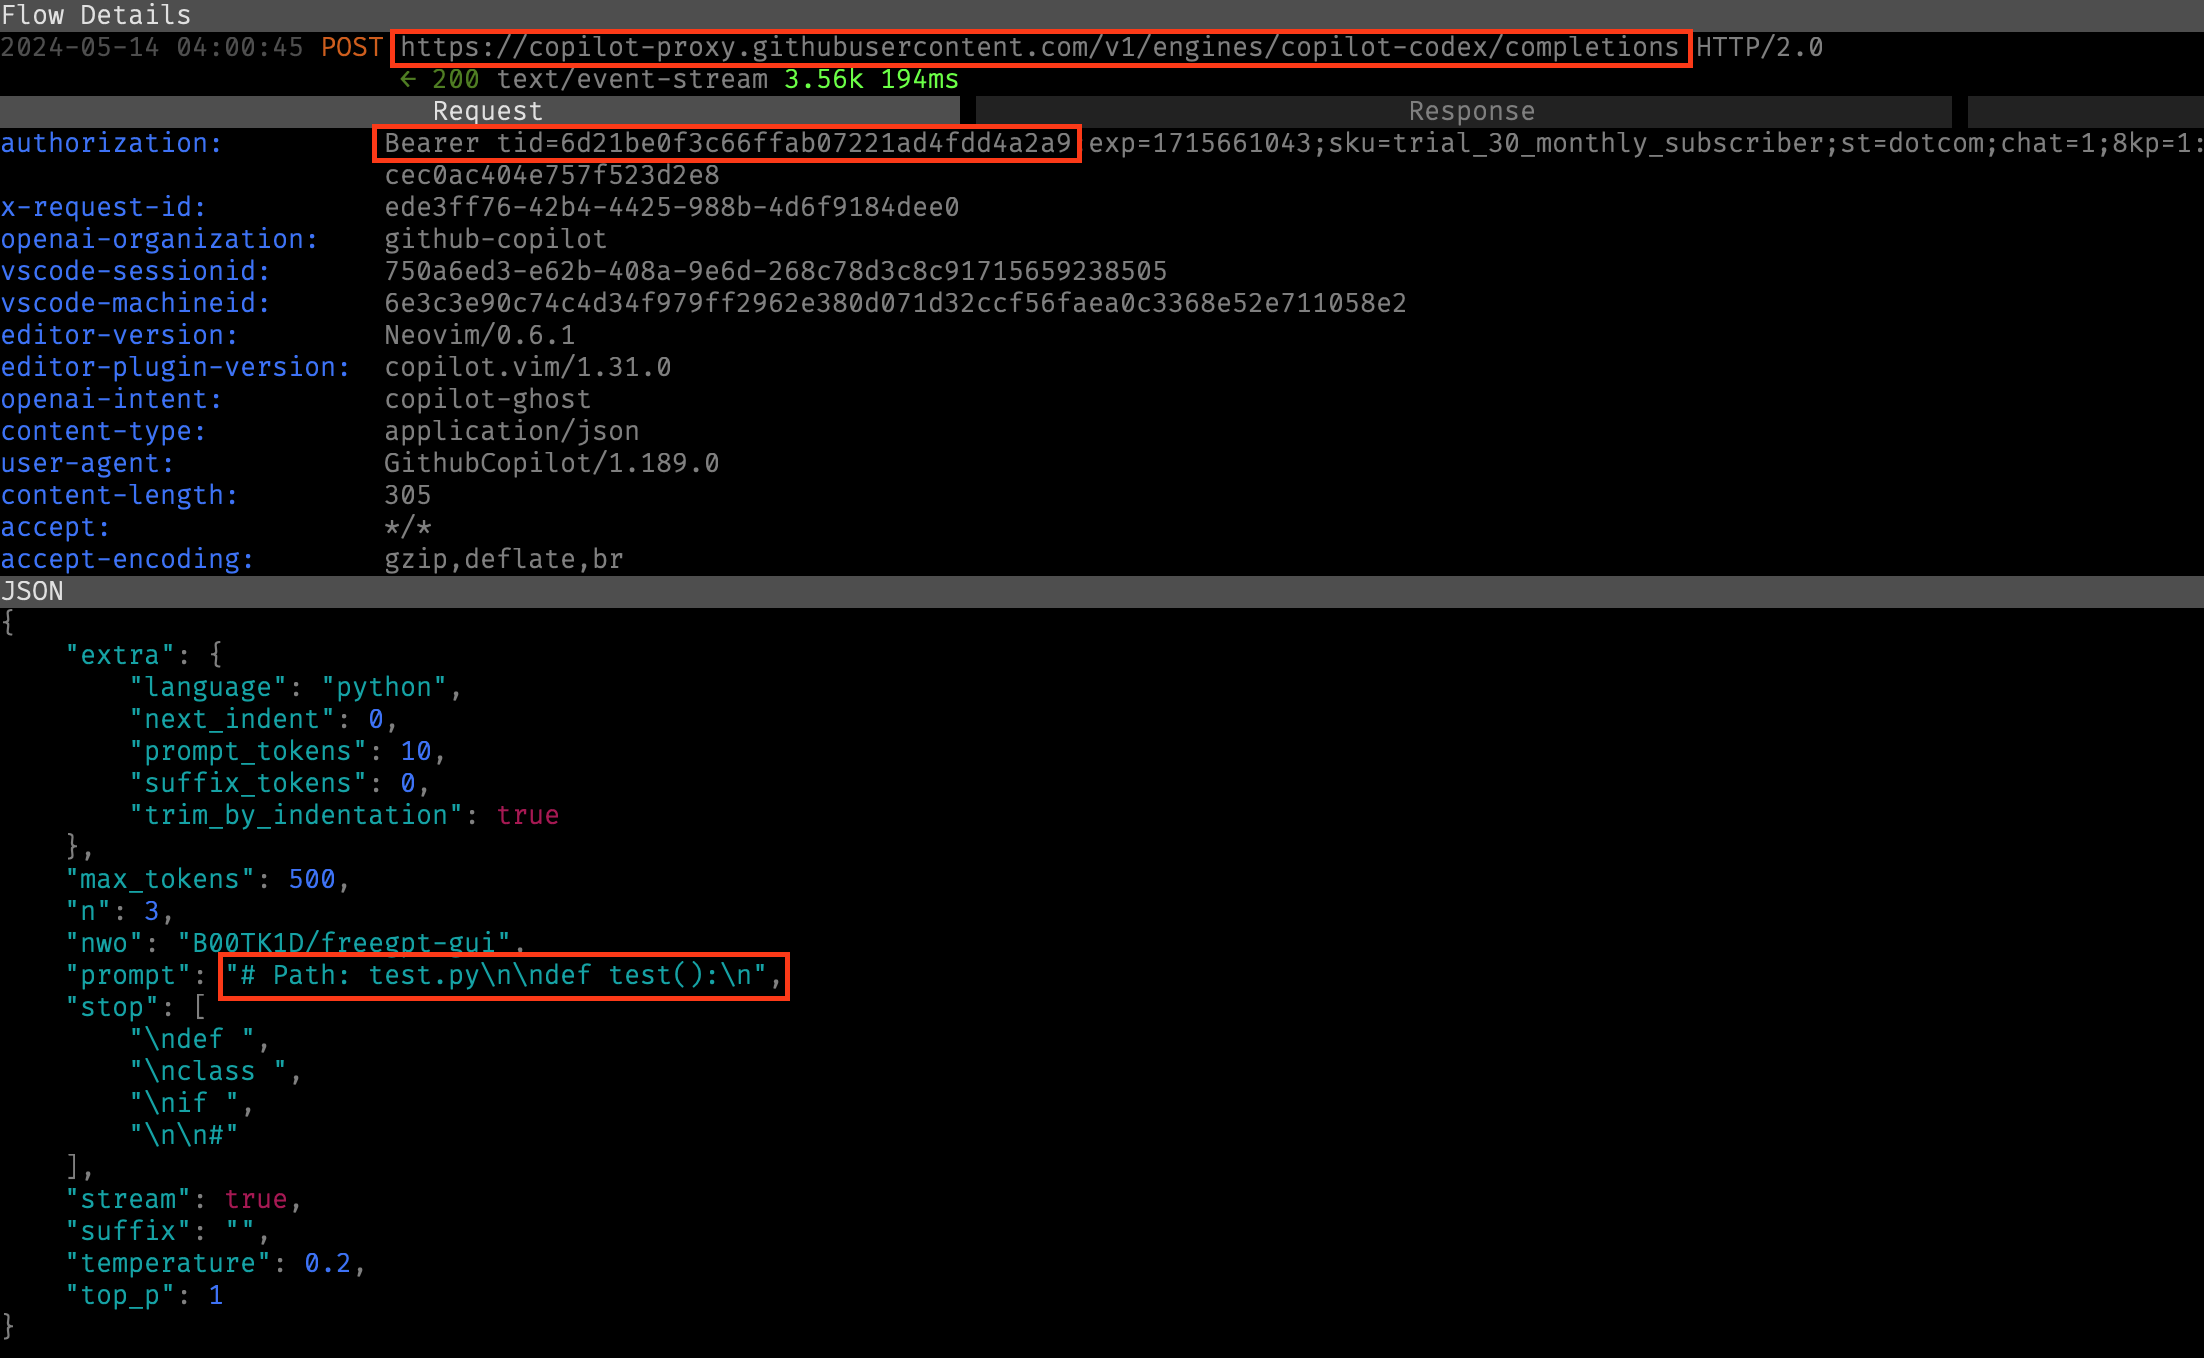 Flow Details
2024-05-14 04:00:45 POST https://copilot-proxy.githubusercontent.com/v1/engines/copilot-codex/completions HTTP/2.0
← 200 text/event-stream 3.56k 194ms
Request Response
authorization: Bearer tid=6d21be0f3c66ffab07221ad4fdd4a2a9;exp=1715661043;sku=trial_30_monthly_subscriber;st=dotcom;chat=1;8kp=1:
cec0ac404e757f523d2e8
x-request-id: ede3ff76-42b4-4425-988b-4d6f9184dee0
openai-organization: github-copilot
vscode-sessionid: 750a6ed3-e62b-408a-9e6d-268c78d3c8c91715659238505
vscode-machineid: 6e3c3e90c74c4d34f979ff2962e380d071d32ccf56faea0c3368e52e711058e2
editor-version: Neovim/0.6.1
editor-plugin-version: copilot.vim/1.31.0
openai-intent: copilot-ghost
content-type: application/json
user-agent: GithubCopilot/1.189.0
content-length: 305
accept: */*
accept-encoding: gzip,deflate,br
JSON
{
    "extra": {
        "language": "python",
        "next_indent": 0,
        "prompt_tokens": 10,
        "suffix_tokens": 0,
        "trim_by_indentation": true
    },
    "max_tokens": 500,
    "n": 3,
    "nwo": "B00TK1D/freegpt-gui",
    "prompt": "# Path: test.py\n\ndef test():\n",
    "stop": [
        "\ndef ",
        "\nclass ",
        "\nif ",
        "\n\n#"
    ],
    "stream": true,
    "suffix": "",
    "temperature": 0.2,
    "top_p": 1
}